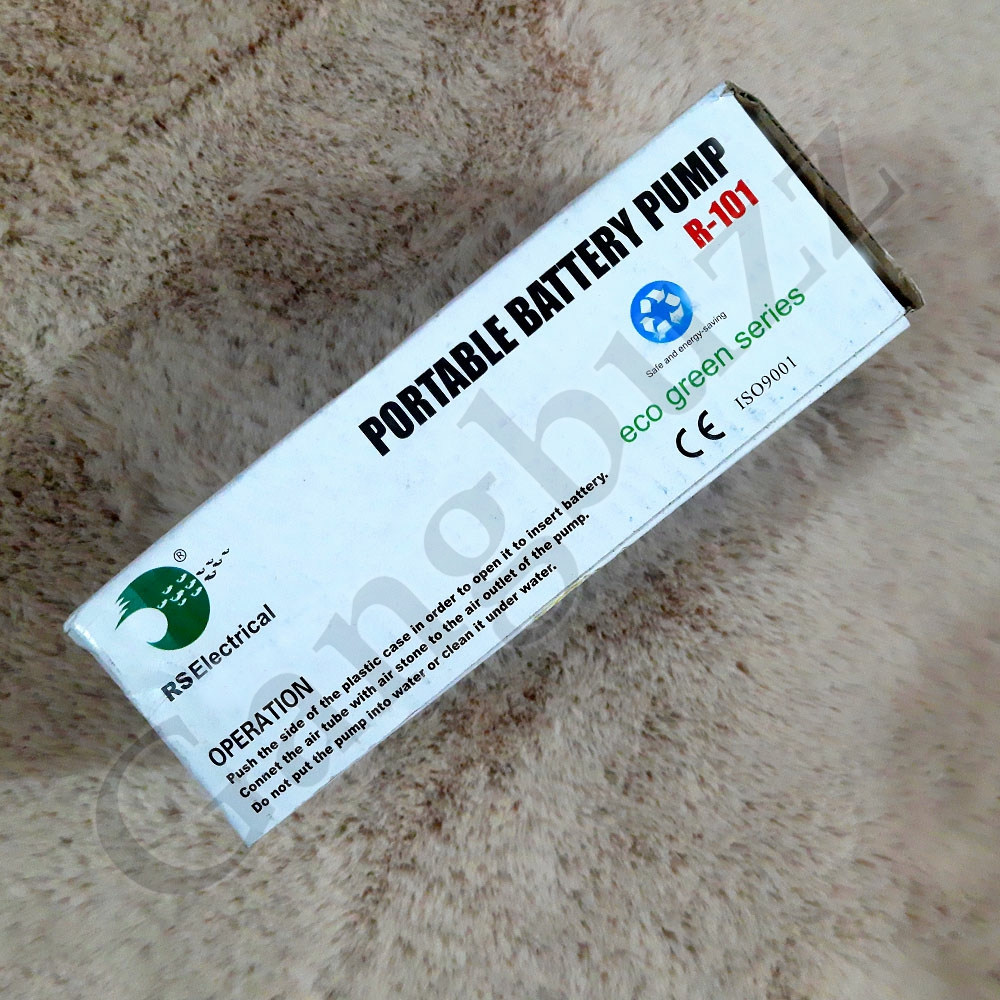 PORTABLE BATTERY PUMP
R-101
Safe and energy-saving
eco green series
CE ISO9001
®
RSElectrical
OPERATION
Push the side of the plastic case in order to open it to insert battery.
Connet the air tube with air stone to the air outlet of the pump.
Do not put the pump into water or clean it under water.
Gengbuzz